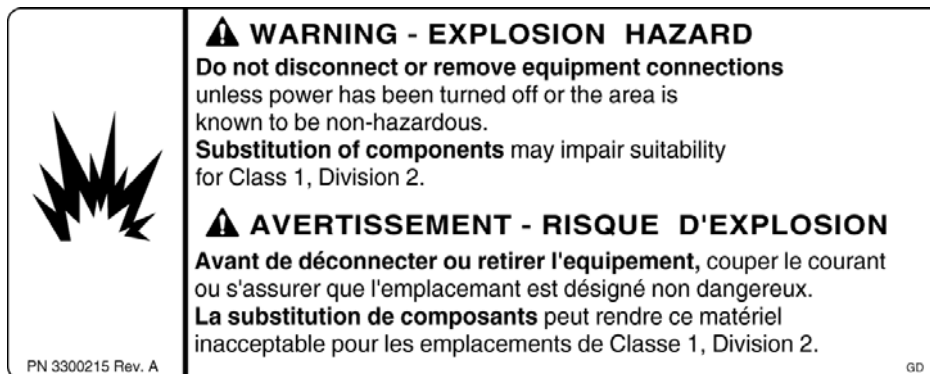 WARNING - EXPLOSION HAZARD
Do not disconnect or remove equipment connections
unless power has been turned off or the area is
known to be non-hazardous.
Substitution of components may impair suitability
for Class 1, Division 2.
AVERTISSEMENT - RISQUE D'EXPLOSION
Avant de déconnecter ou retirer l'equipement, couper le courant
ou s'assurer que l'emplacemant est désigné non dangereux.
La substitution de composants peut rendre ce matériel
inacceptable pour les emplacements de Classe 1, Division 2.
PN 3300215 Rev. A
GD